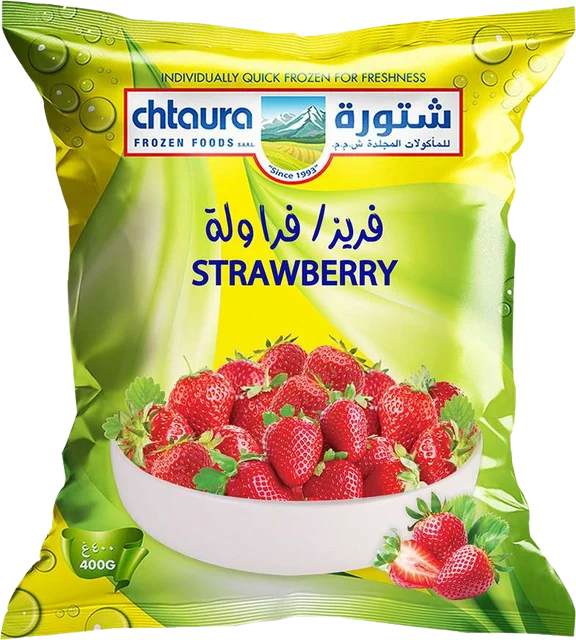 INDIVIDUALLY QUICK FROZEN FOR FRESHNESS
chtaura
FROZEN FOODS S.A.R.L.
شتورة
للمأكولات المجلدة ش.م.م.
"Since 1993"
فريز/ فراولة
STRAWBERRY
٤٠٠غ
400G